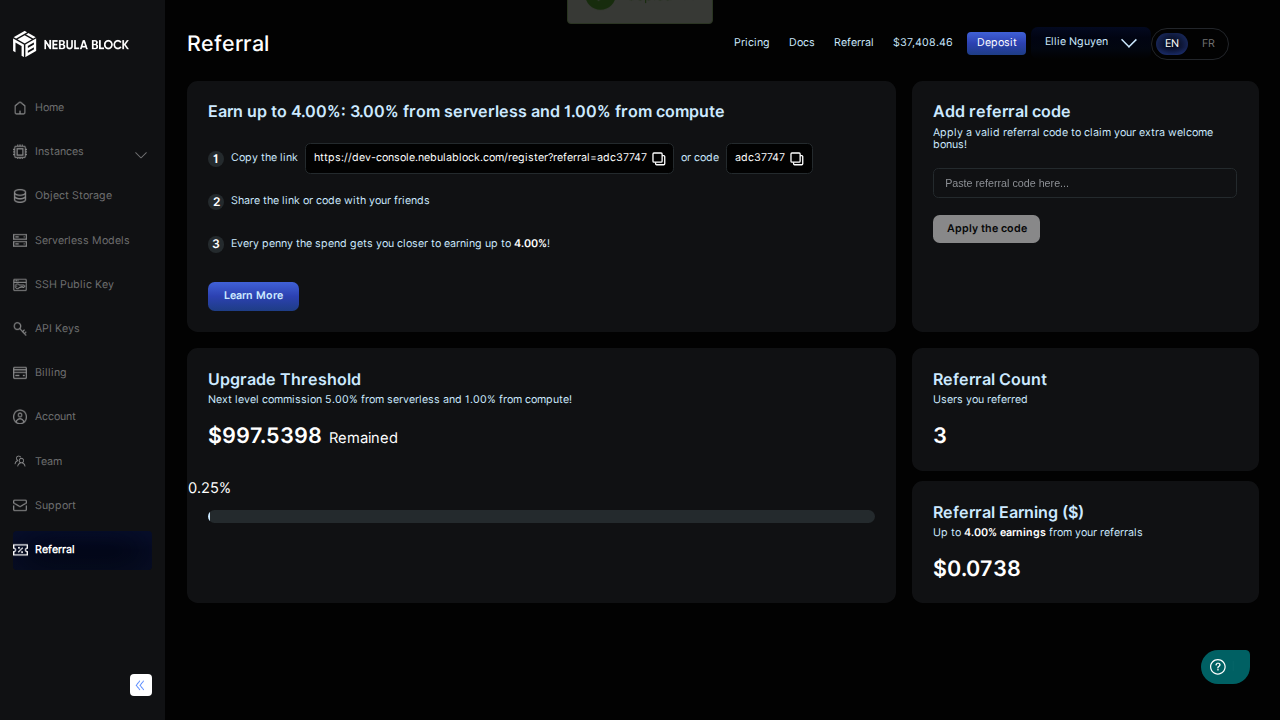 NEBULA BLOCK
Home
Instances
Object Storage
Serverless Models
SSH Public Key
API Keys
Billing
Account
Team
Support
Referral
Referral
Pricing
Docs
Referral
$37,408.46
Deposit
Ellie Nguyen
EN
FR
Earn up to 4.00%: 3.00% from serverless and 1.00% from compute
1 Copy the link https://dev-console.nebulablock.com/register?referral=adc37747 or code adc37747
2 Share the link or code with your friends
3 Every penny the spend gets you closer to earning up to 4.00%!
Learn More
Add referral code
Apply a valid referral code to claim your extra welcome
bonus!
Paste referral code here...
Apply the code
Upgrade Threshold
Next level commission 5.00% from serverless and 1.00% from compute!
$997.5398 Remained
0.25%
Referral Count
Users you referred
3
Referral Earning ($)
Up to 4.00% earnings from your referrals
$0.0738